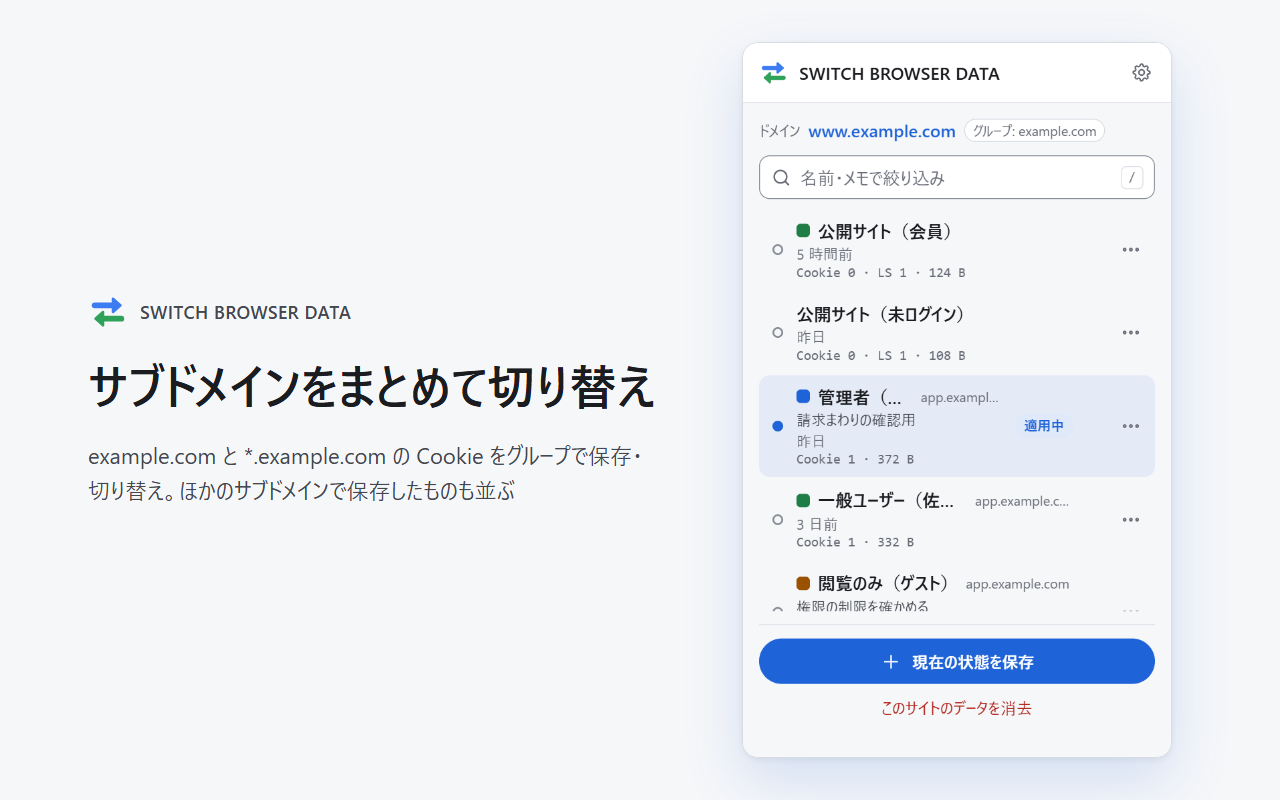 SWITCH BROWSER DATA
サブドメインをまとめて切り替え
example.com と *.example.com の Cookie をグループで保存・
切り替え。ほかのサブドメインで保存したものも並ぶ
SWITCH BROWSER DATA
ドメイン www.example.com グループ: example.com
名前・メモで絞り込み /
公開サイト（会員）
5 時間前
Cookie 0 · LS 1 · 124 B
公開サイト（未ログイン）
昨日
Cookie 0 · LS 1 · 108 B
管理者（... app.exampl...
請求まわりの確認用
適用中
昨日
Cookie 1 · 372 B
一般ユーザー（佐... app.example.c...
3 日前
Cookie 1 · 332 B
閲覧のみ（ゲスト） app.example.com
権限の制限を確かめる
現在の状態を保存
このサイトのデータを消去